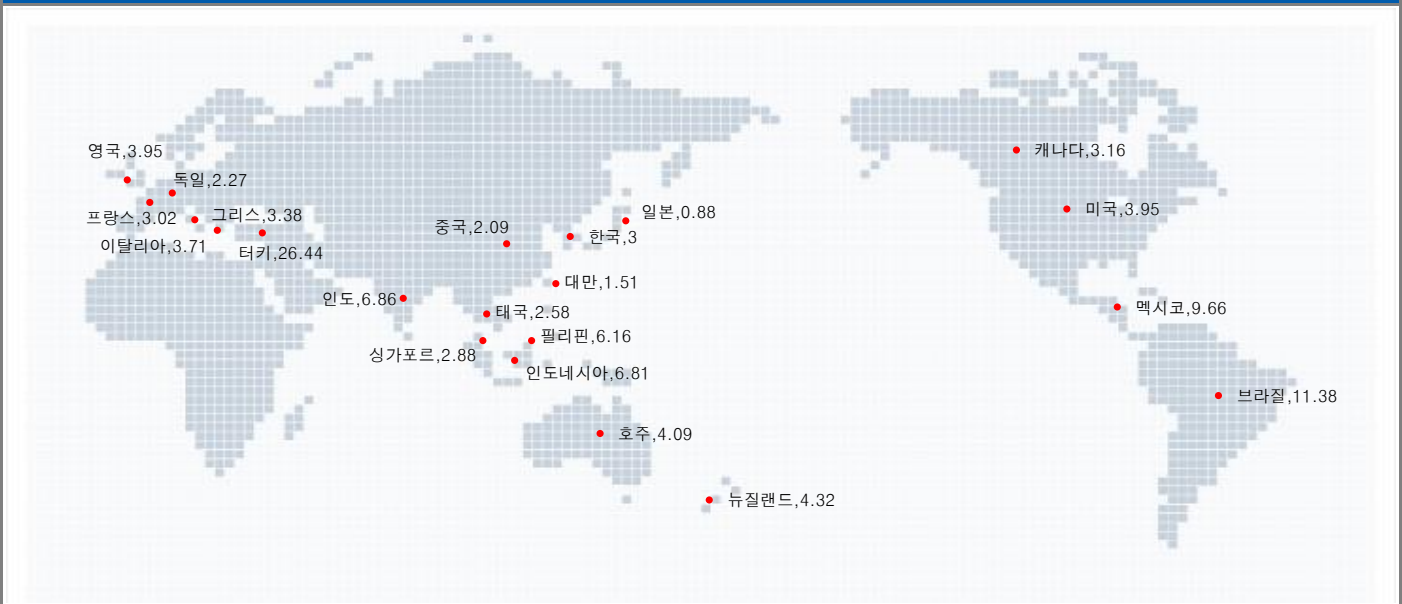 영국,3.95
캐나다,3.16
독일,2.27
미국,3.95
일본,0.88
프랑스,3.02
그리스,3.38
중국,2.09
한국,3
이탈리아,3.71
터키,26.44
대만,1.51
인도,6.86
멕시코,9.66
태국,2.58
필리핀,6.16
싱가포르,2.88
인도네시아,6.81
브라질,11.38
호주,4.09
뉴질랜드,4.32